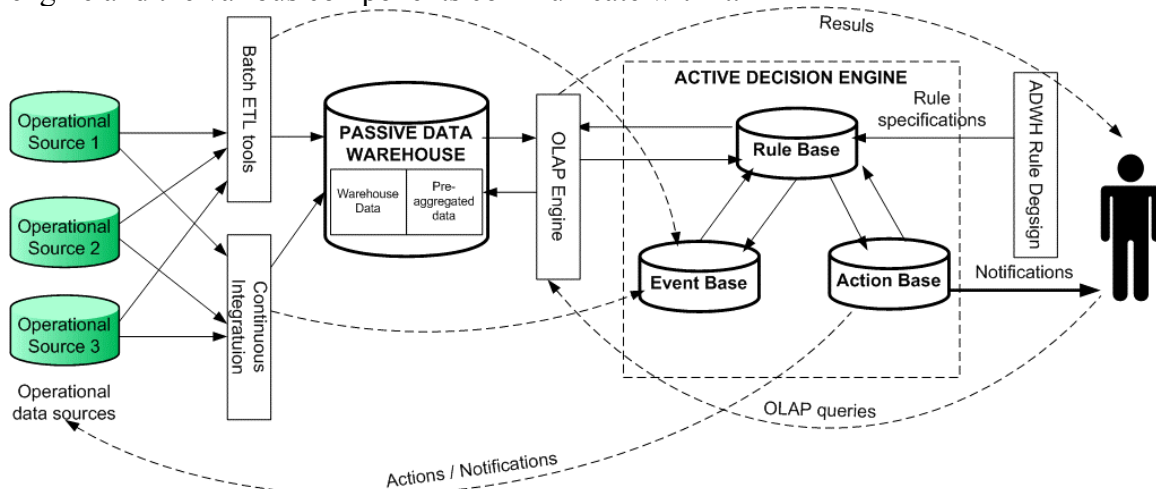 Resuls
Batch ETL tools
ACTIVE DECISION ENGINE
Operational
Source 1
PASSIVE DATA
WAREHOUSE
OLAP Engine
Rule
specifications
Rule Base
ADWH Rule Degsign
Warehouse
Data
Pre-
aggregated
data
Operational
Source 2
Continuous
Integratuion
Event Base
Action Base
Notifications
Operational
Source 3
Operational
data sources
OLAP queries
Actions / Notifications